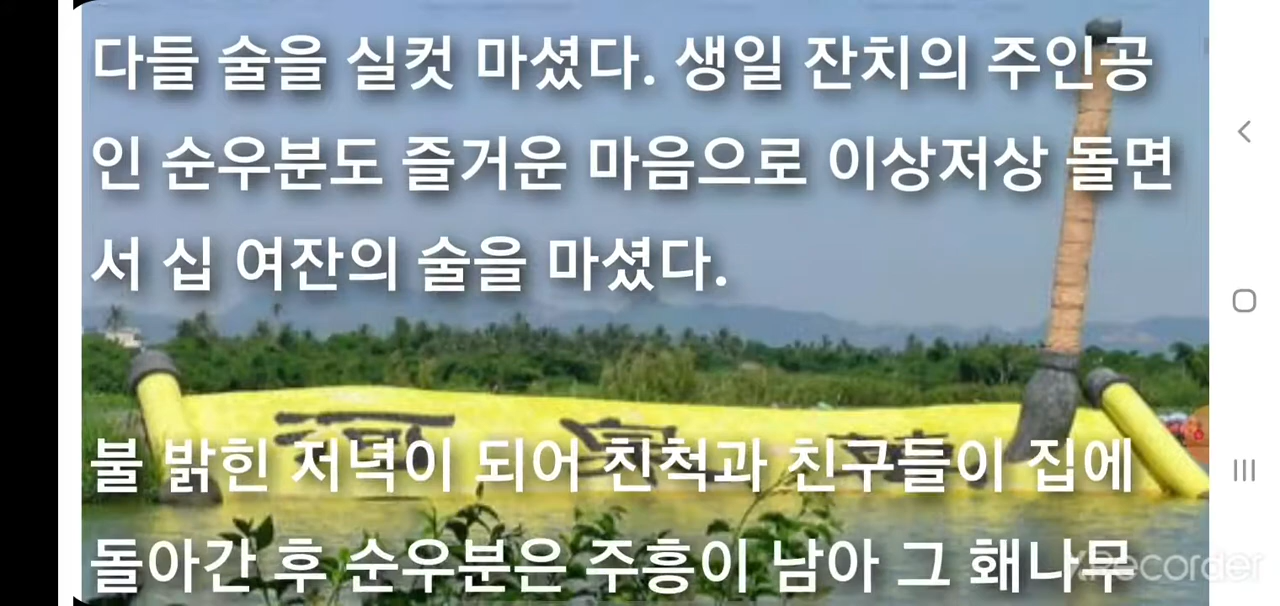 다들 술을 실컷 마셨다. 생일 잔치의 주인공
인 순우분도 즐거운 마음으로 이상저상 돌면
서 십 여잔의 술을 마셨다.
불 밝힌 저녁이 되어 친척과 친구들이 집에
돌아간 후 순우분은 주흥이 남아 그 홰나무
Recorder